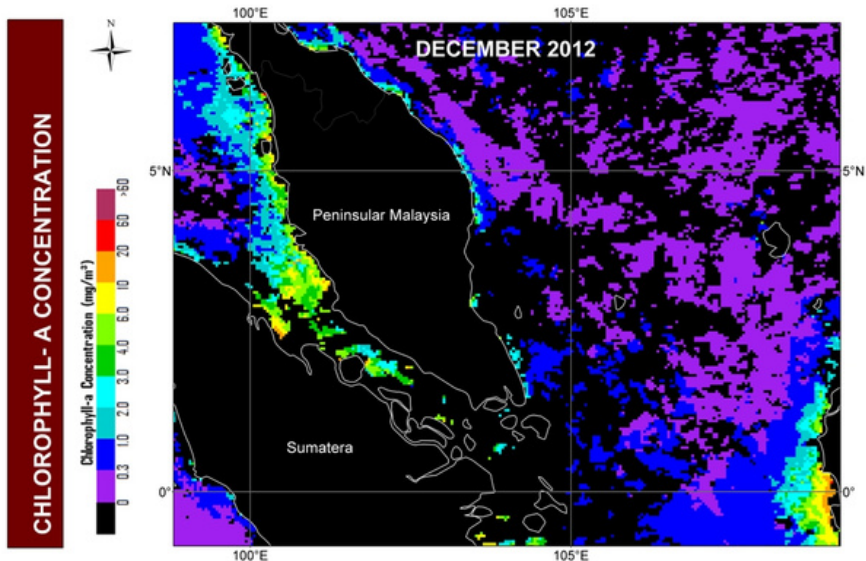 CHLOROPHYLL- A CONCENTRATION
N
Chlorophyll-a Concentration (mg/m³)
>60
60
20
10
6.0
4.0
3.0
2.0
1.0
0.3
0
100°E
105°E
DECEMBER 2012
5°N
5°N
Peninsular Malaysia
Sumatera
0°
0°
100°E
105°E